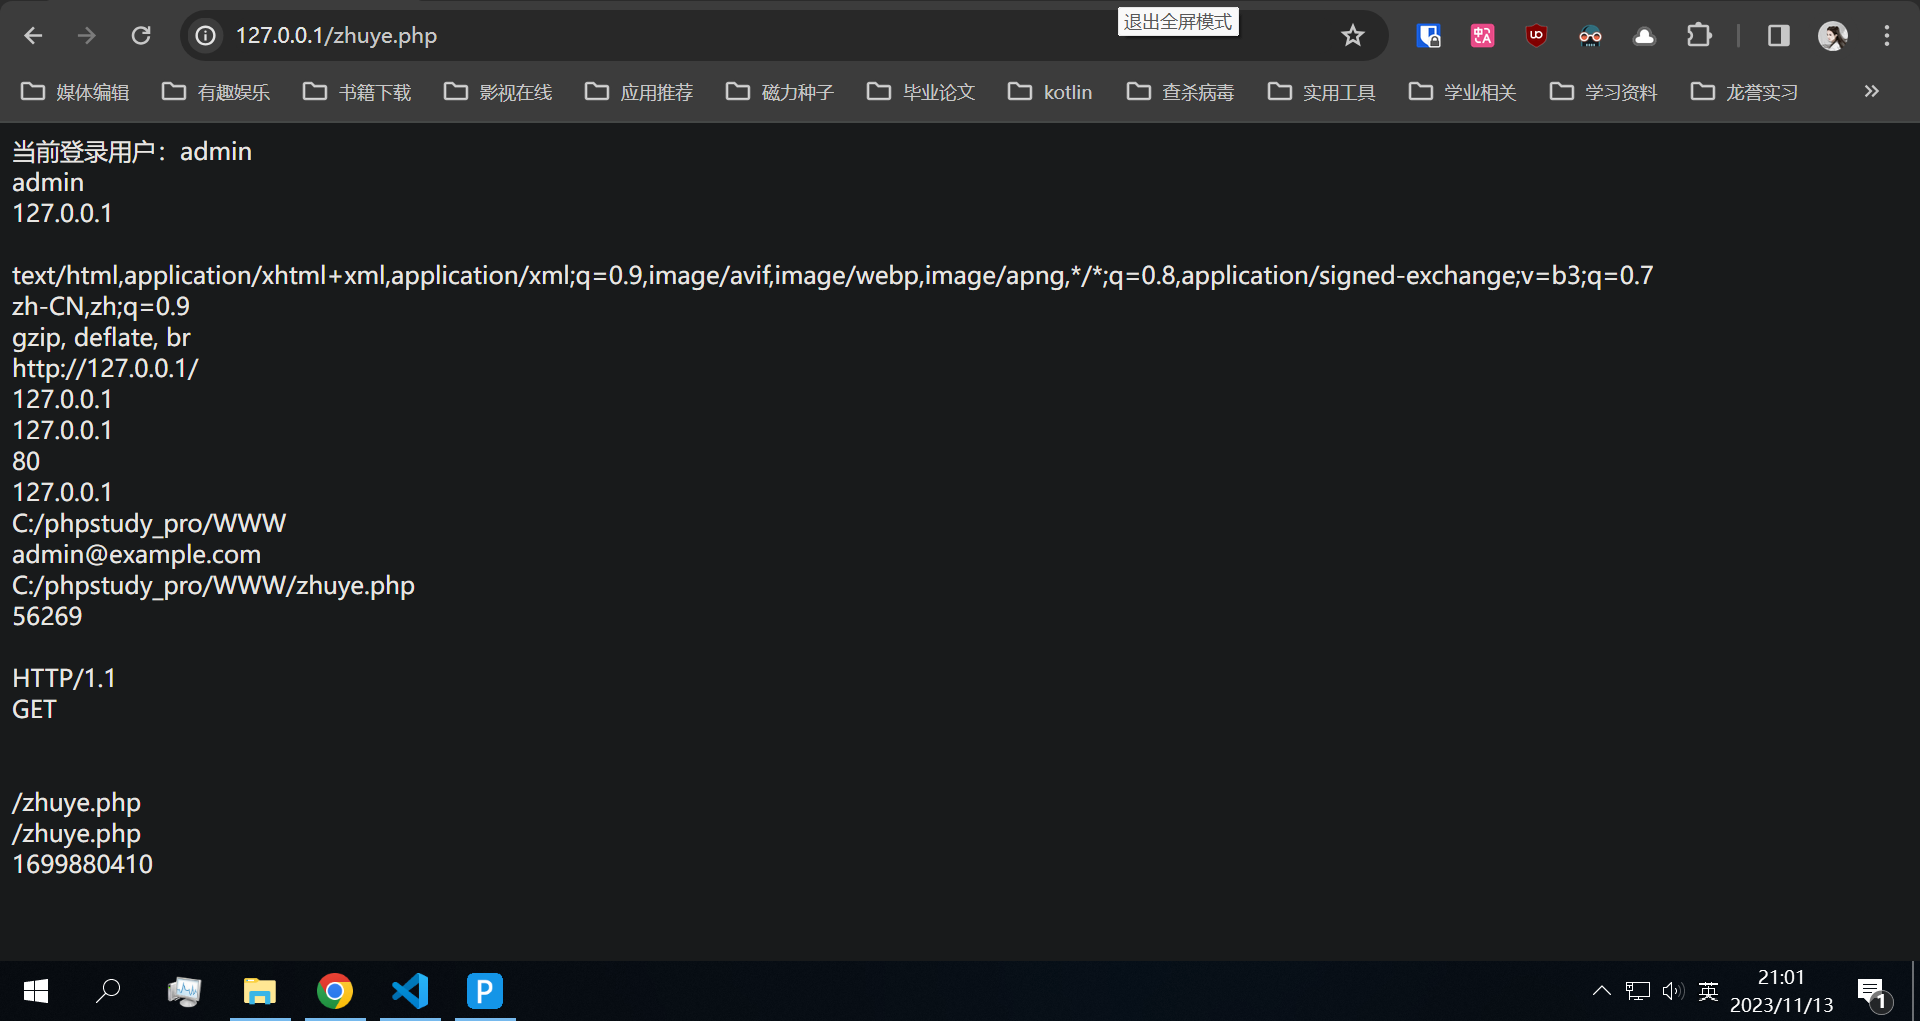 127.0.0.1/zhuye.php
退出全屏模式
媒体编辑 有趣娱乐 书籍下载 影视在线 应用推荐 磁力种子 毕业论文 kotlin 查杀病毒 实用工具 学业相关 学习资料 龙誉实习
当前登录用户：admin
admin
127.0.0.1
text/html,application/xhtml+xml,application/xml;q=0.9,image/avif,image/webp,image/apng,*/*;q=0.8,application/signed-exchange;v=b3;q=0.7
zh-CN,zh;q=0.9
gzip, deflate, br
http://127.0.0.1/
127.0.0.1
127.0.0.1
80
127.0.0.1
C:/phpstudy_pro/WWW
admin@example.com
C:/phpstudy_pro/WWW/zhuye.php
56269
HTTP/1.1
GET
/zhuye.php
/zhuye.php
1699880410
P
英
21:01
2023/11/13
1